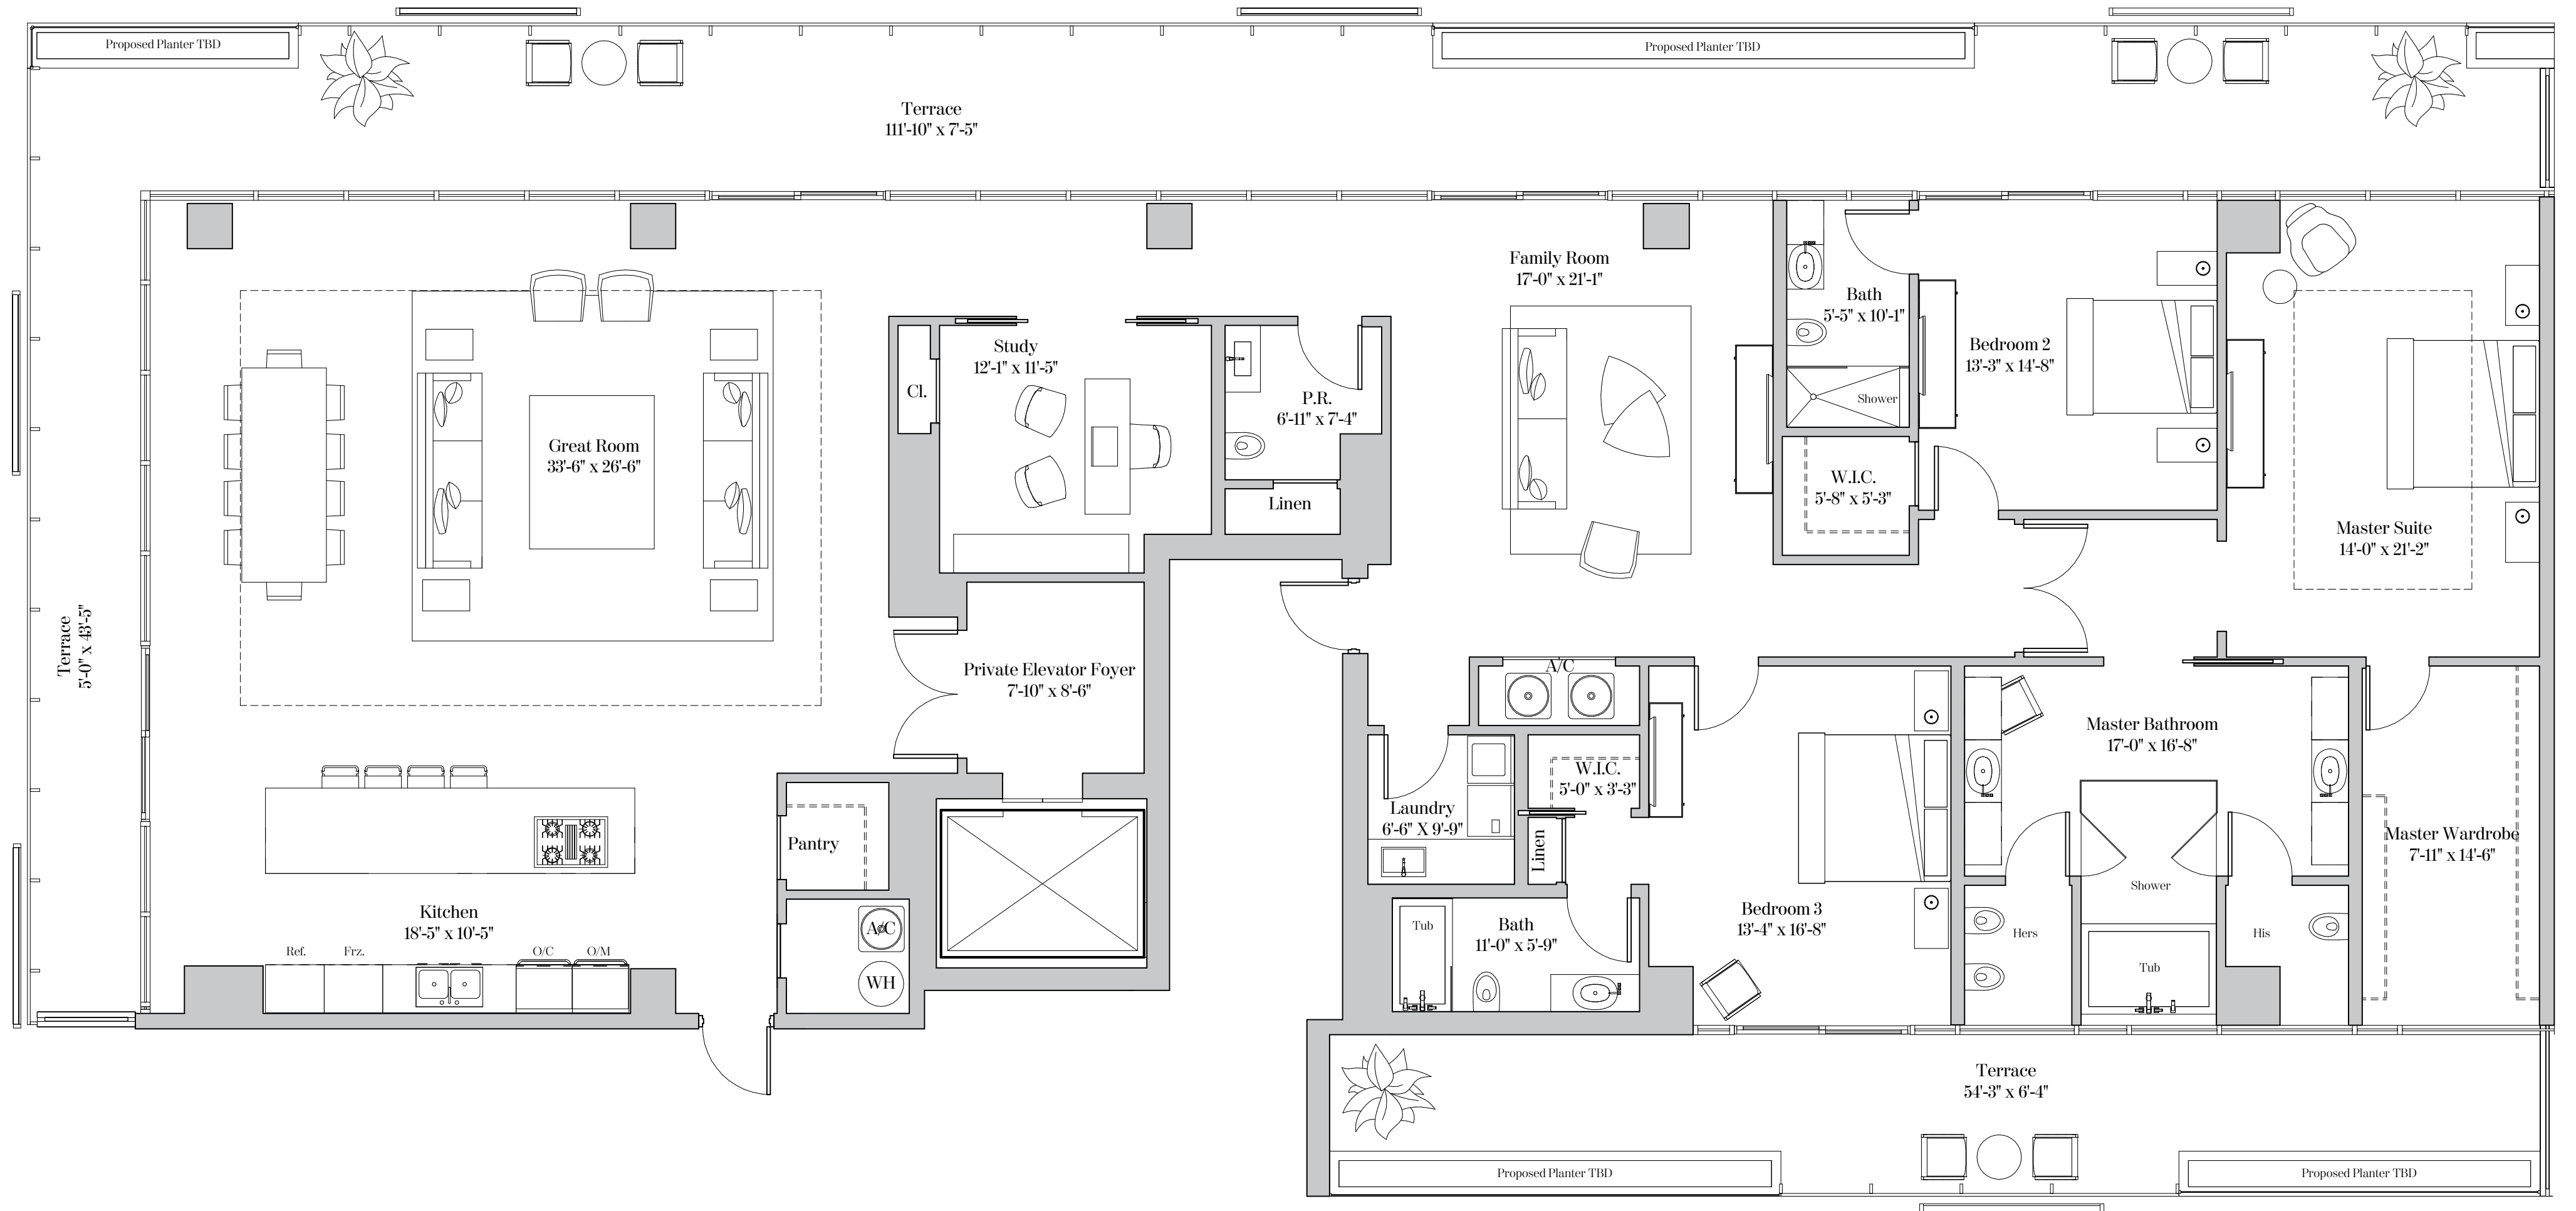 Proposed Planter TBD
Proposed Planter TBD
Terrace
111'-10" x 7'-5"
Family Room
17'-0" x 21'-1"
Bath
5'-5" x 10'-1"
Shower
Bedroom 2
13'-3" x 14'-8"
Study
12'-1" x 11'-5"
Cl.
P.R.
6'-11" x 7'-4"
Linen
Great Room
33'-6" x 26'-6"
W.I.C.
5'-8" x 5'-3"
Master Suite
14'-0" x 21'-2"
Terrace
5'-0" x 43'-5"
Private Elevator Foyer
7'-10" x 8'-6"
A/C
Master Bathroom
17'-0" x 16'-8"
W.I.C.
5'-0" x 3'-3"
Laundry
6'-6" X 9'-9"
Linen
Pantry
Master Wardrobe
7'-11" x 14'-6"
Shower
Kitchen
18'-5" x 10'-5"
Ref.
Frz.
O/C
O/M
A/C
WH
Tub
Bath
11'-0" x 5'-9"
Bedroom 3
13'-4" x 16'-8"
Hers
His
Tub
Terrace
54'-3" x 6'-4"
Proposed Planter TBD
Proposed Planter TBD